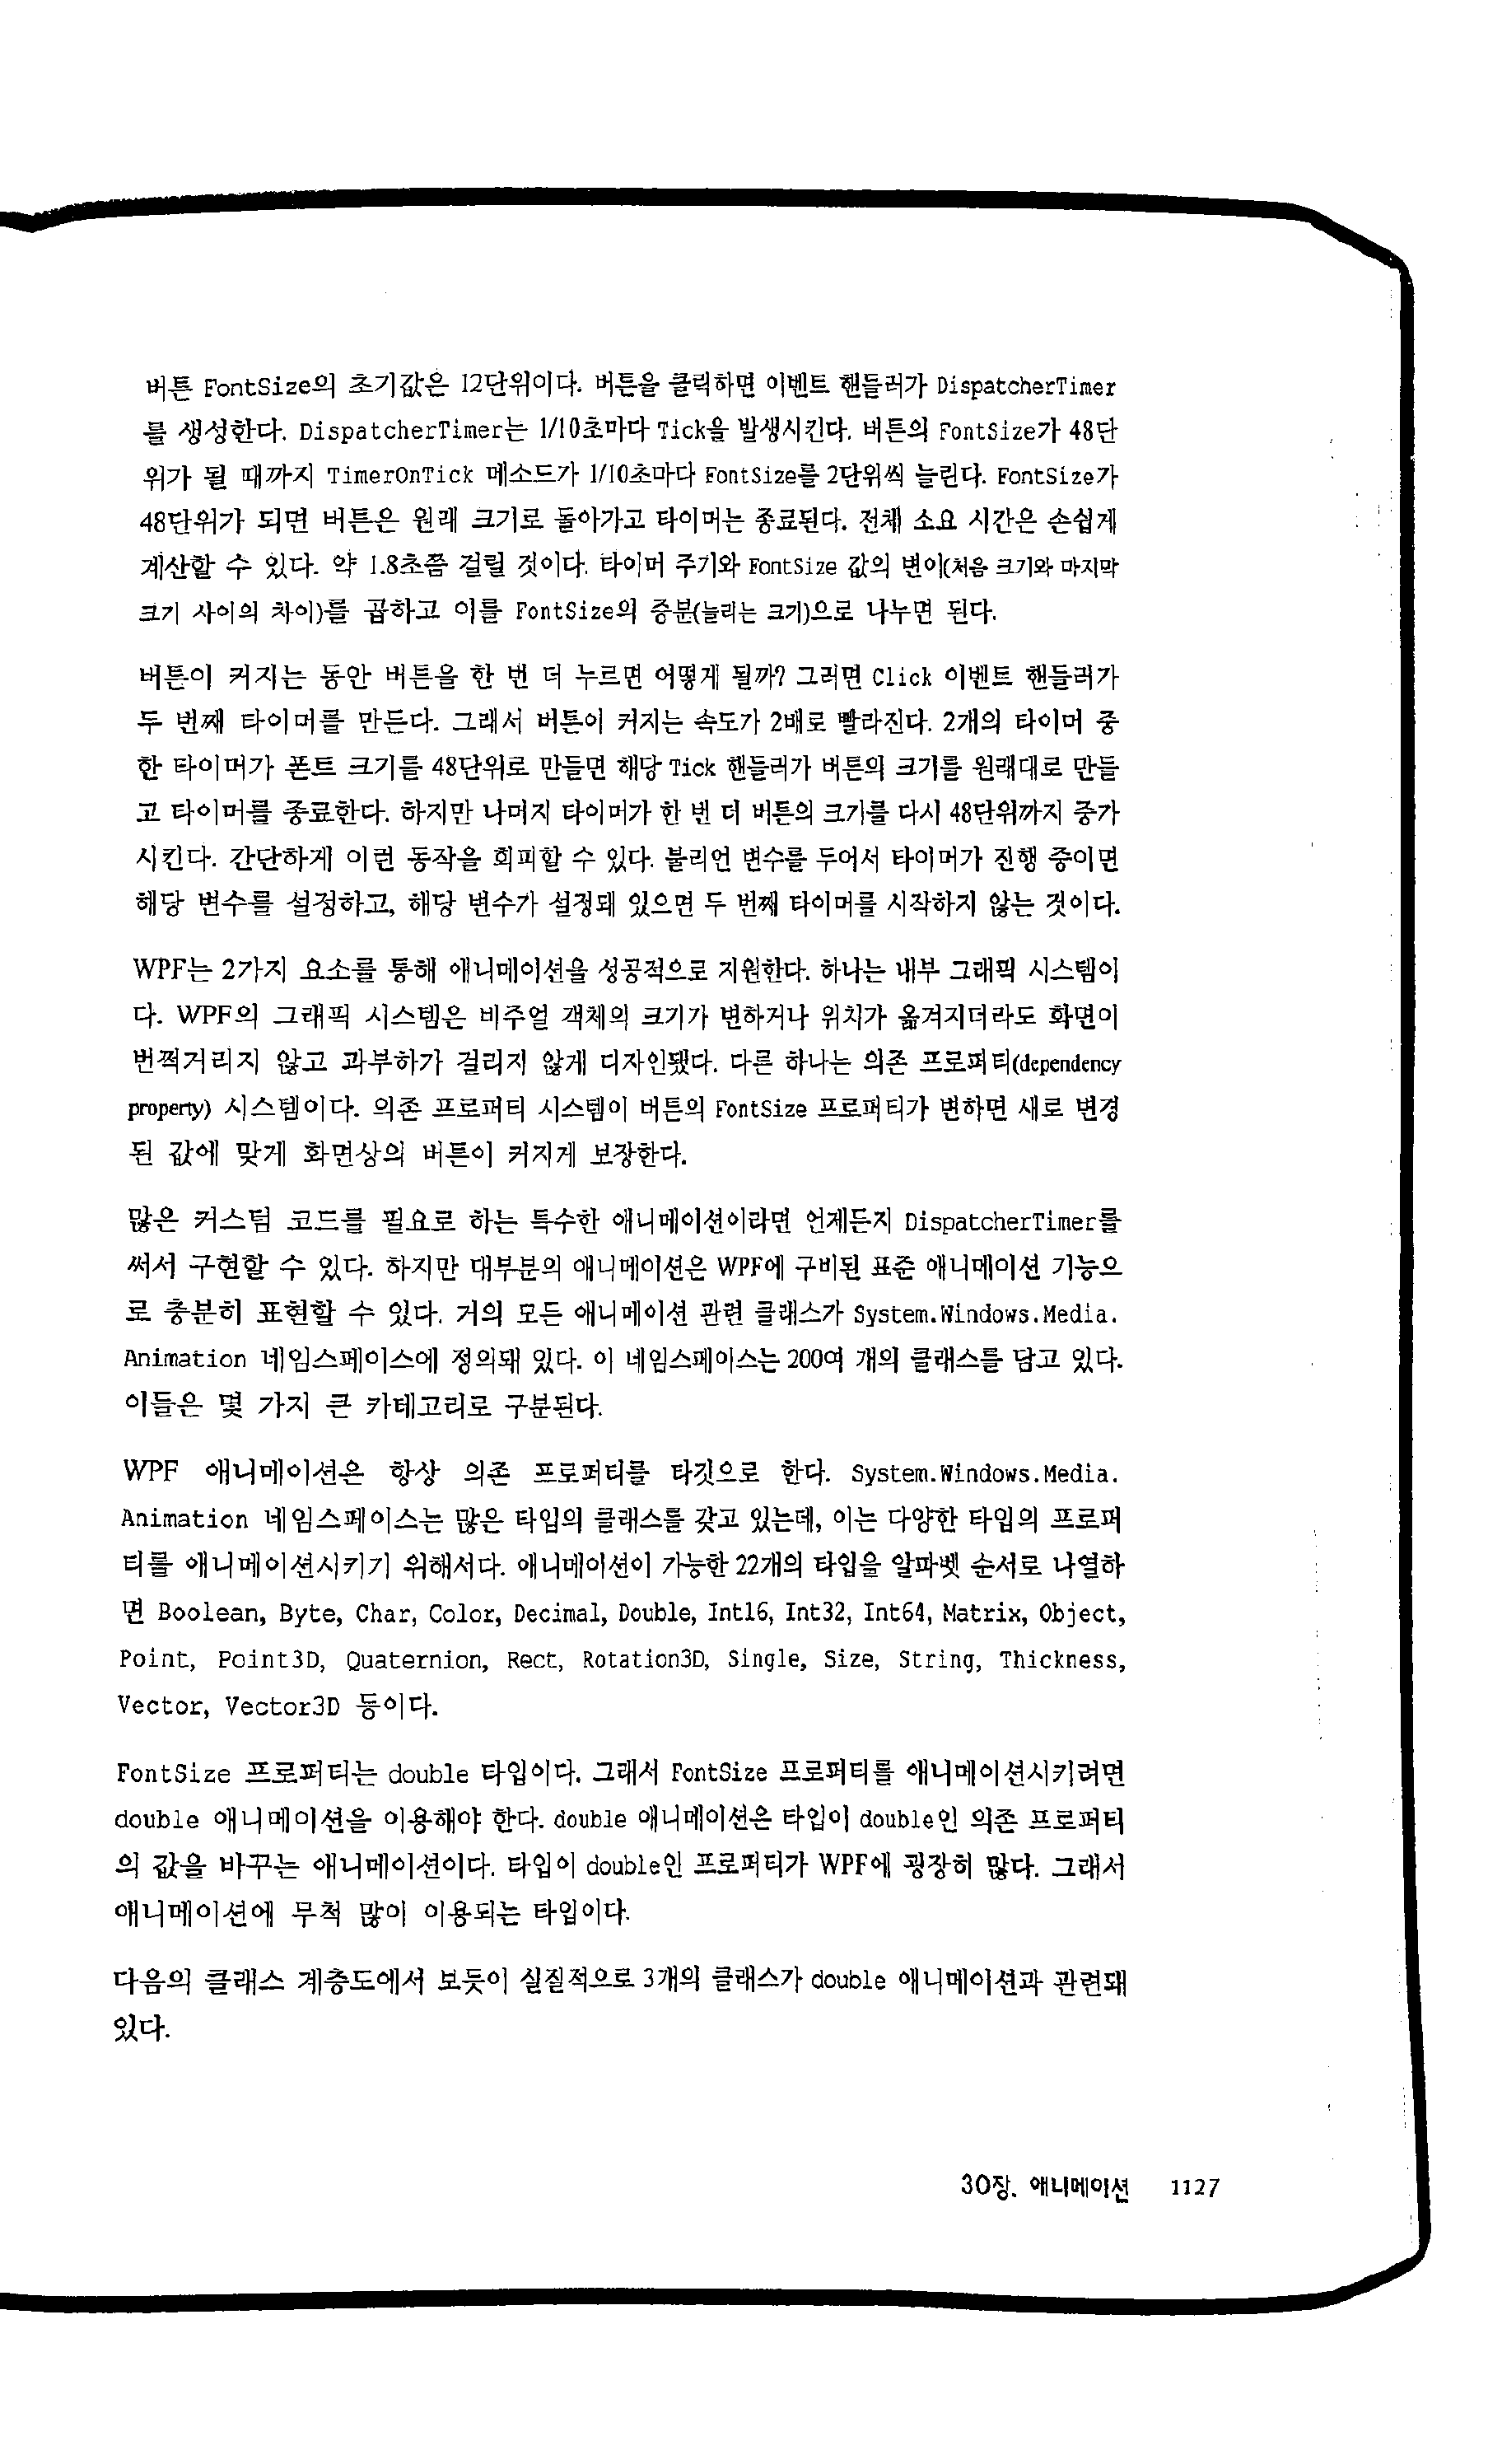 버튼 FontSize의 초기값은 12단위이다. 버튼을 클릭하면 이벤트 핸들러가 DispatcherTimer
를 생성한다. DispatcherTimer는 1/10초마다 Tick을 발생시킨다. 버튼의 FontSize가 48단
위가 될 때까지 TimerOnTick 메소드가 1/10초마다 FontSize를 2단위씩 늘린다. FontSize가
48단위가 되면 버튼은 원래 크기로 돌아가고 타이머는 종료된다. 전체 소요 시간은 손쉽게
계산할 수 있다. 약 1.8초쯤 걸릴 것이다. 타이머 주기와 FontSize 값의 변이(처음 크기와 마지막
크기 사이의 차이)를 곱하고 이를 FontSize의 증분(늘리는 크기)으로 나누면 된다.
버튼이 커지는 동안 버튼을 한 번 더 누르면 어떻게 될까? 그러면 Click 이벤트 핸들러가
두 번째 타이머를 만든다. 그래서 버튼이 커지는 속도가 2배로 빨라진다. 2개의 타이머 중
한 타이머가 폰트 크기를 48단위로 만들면 해당 Tick 핸들러가 버튼의 크기를 원래대로 만들
고 타이머를 종료한다. 하지만 나머지 타이머가 한 번 더 버튼의 크기를 다시 48단위까지 증가
시킨다. 간단하게 이런 동작을 회피할 수 있다. 불리언 변수를 두어서 타이머가 진행 중이면
해당 변수를 설정하고, 해당 변수가 설정돼 있으면 두 번째 타이머를 시작하지 않는 것이다.
WPF는 2가지 요소를 통해 애니메이션을 성공적으로 지원한다. 하나는 내부 그래픽 시스템이
다. WPF의 그래픽 시스템은 비주얼 객체의 크기가 변하거나 위치가 옮겨지더라도 화면이
번쩍거리지 않고 과부하가 걸리지 않게 디자인됐다. 다른 하나는 의존 프로퍼티(dependency
property) 시스템이다. 의존 프로퍼티 시스템이 버튼의 FontSize 프로퍼티가 변하면 새로 변경
된 값에 맞게 화면상의 버튼이 커지게 보장한다.
많은 커스텀 코드를 필요로 하는 특수한 애니메이션이라면 언제든지 DispatcherTimer를
써서 구현할 수 있다. 하지만 대부분의 애니메이션은 WPF에 구비된 표준 애니메이션 기능으
로 충분히 표현할 수 있다. 거의 모든 애니메이션 관련 클래스가 System.Windows.Media.
Animation 네임스페이스에 정의돼 있다. 이 네임스페이스는 200여 개의 클래스를 담고 있다.
이들은 몇 가지 큰 카테고리로 구분된다.
WPF 애니메이션은 항상 의존 프로퍼티를 타깃으로 한다. System.Windows.Media.
Animation 네임스페이스는 많은 타입의 클래스를 갖고 있는데, 이는 다양한 타입의 프로퍼
티를 애니메이션시키기 위해서다. 애니메이션이 가능한 22개의 타입을 알파벳 순서로 나열하
면 Boolean, Byte, Char, Color, Decimal, Double, Int16, Int32, Int64, Matrix, Object,
Point, Point3D, Quaternion, Rect, Rotation3D, Single, Size, String, Thickness,
Vector, Vector3D 등이다.
FontSize 프로퍼티는 double 타입이다. 그래서 FontSize 프로퍼티를 애니메이션시키려면
double 애니메이션을 이용해야 한다. double 애니메이션은 타입이 double인 의존 프로퍼티
의 값을 바꾸는 애니메이션이다. 타입이 double인 프로퍼티가 WPF에 굉장히 많다. 그래서
애니메이션에 무척 많이 이용되는 타입이다.
다음의 클래스 계층도에서 보듯이 실질적으로 3개의 클래스가 double 애니메이션과 관련돼
있다.
30장. 애니메이션 1127